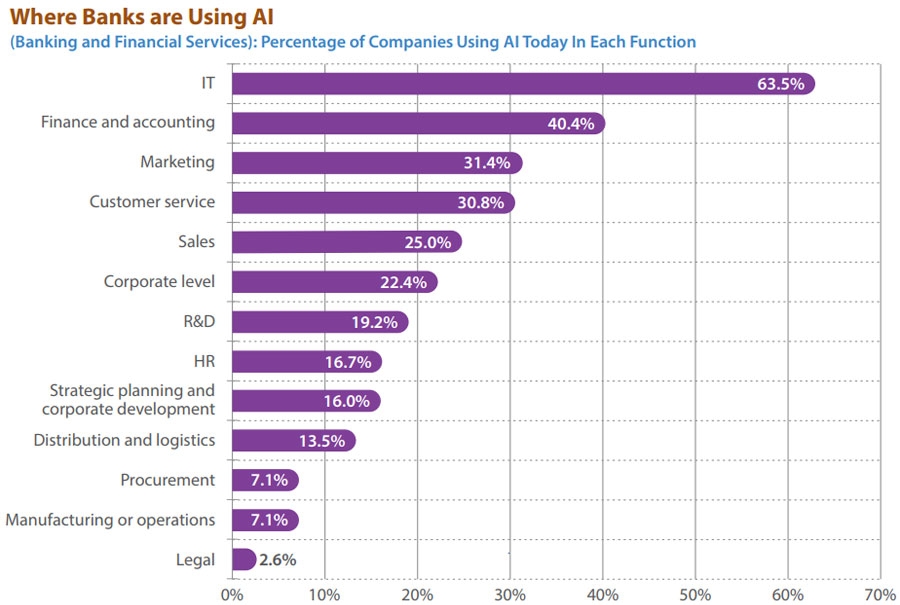 Where Banks are Using AI
(Banking and Financial Services): Percentage of Companies Using AI Today In Each Function
IT 63.5%
Finance and accounting 40.4%
Marketing 31.4%
Customer service 30.8%
Sales 25.0%
Corporate level 22.4%
R&D 19.2%
HR 16.7%
Strategic planning and
corporate development 16.0%
Distribution and logistics 13.5%
Procurement 7.1%
Manufacturing or operations 7.1%
Legal 2.6%
0% 10% 20% 30% 40% 50% 60% 70%